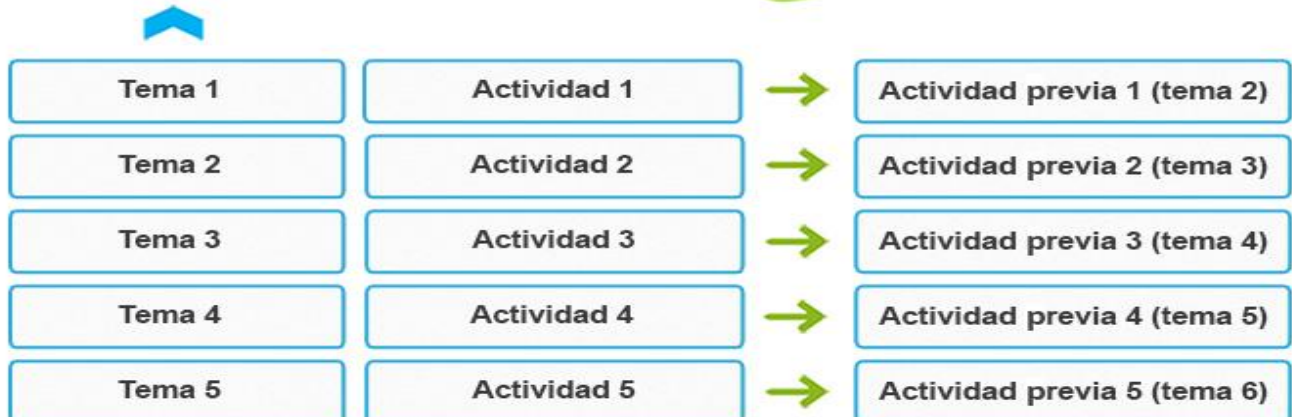 Tema 1 Actividad 1 Actividad previa 1 (tema 2)
Tema 2 Actividad 2 Actividad previa 2 (tema 3)
Tema 3 Actividad 3 Actividad previa 3 (tema 4)
Tema 4 Actividad 4 Actividad previa 4 (tema 5)
Tema 5 Actividad 5 Actividad previa 5 (tema 6)